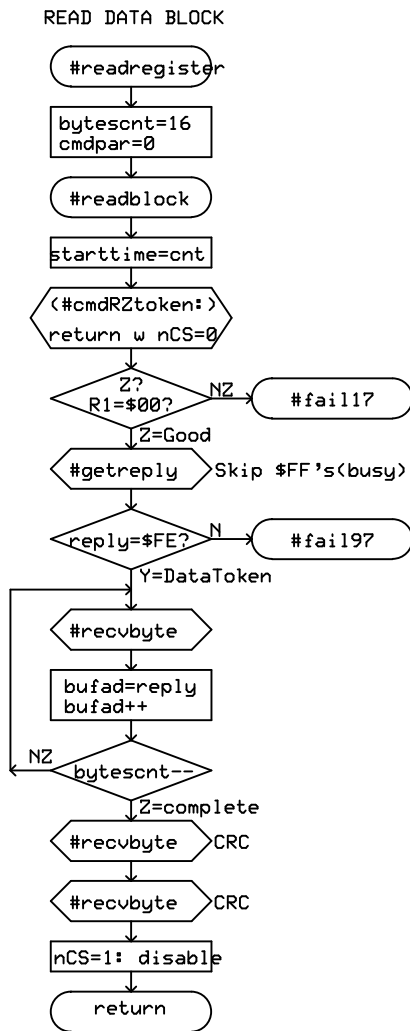 READ DATA BLOCK
#readregister
bytescnt=16
cmdpar=0
#readblock
starttime=cnt
(#cmdRZtoken:)
return w nCS=0
Z?
R1=$00?
NZ
#fail17
Z=Good
#getreply
Skip $FF's(busy)
reply=$FE?
N
#fail97
Y=DataToken
#recvbyte
bufad=reply
bufad++
NZ
bytescnt--
Z=complete
#recvbyte
CRC
#recvbyte
CRC
nCS=1: disable
return